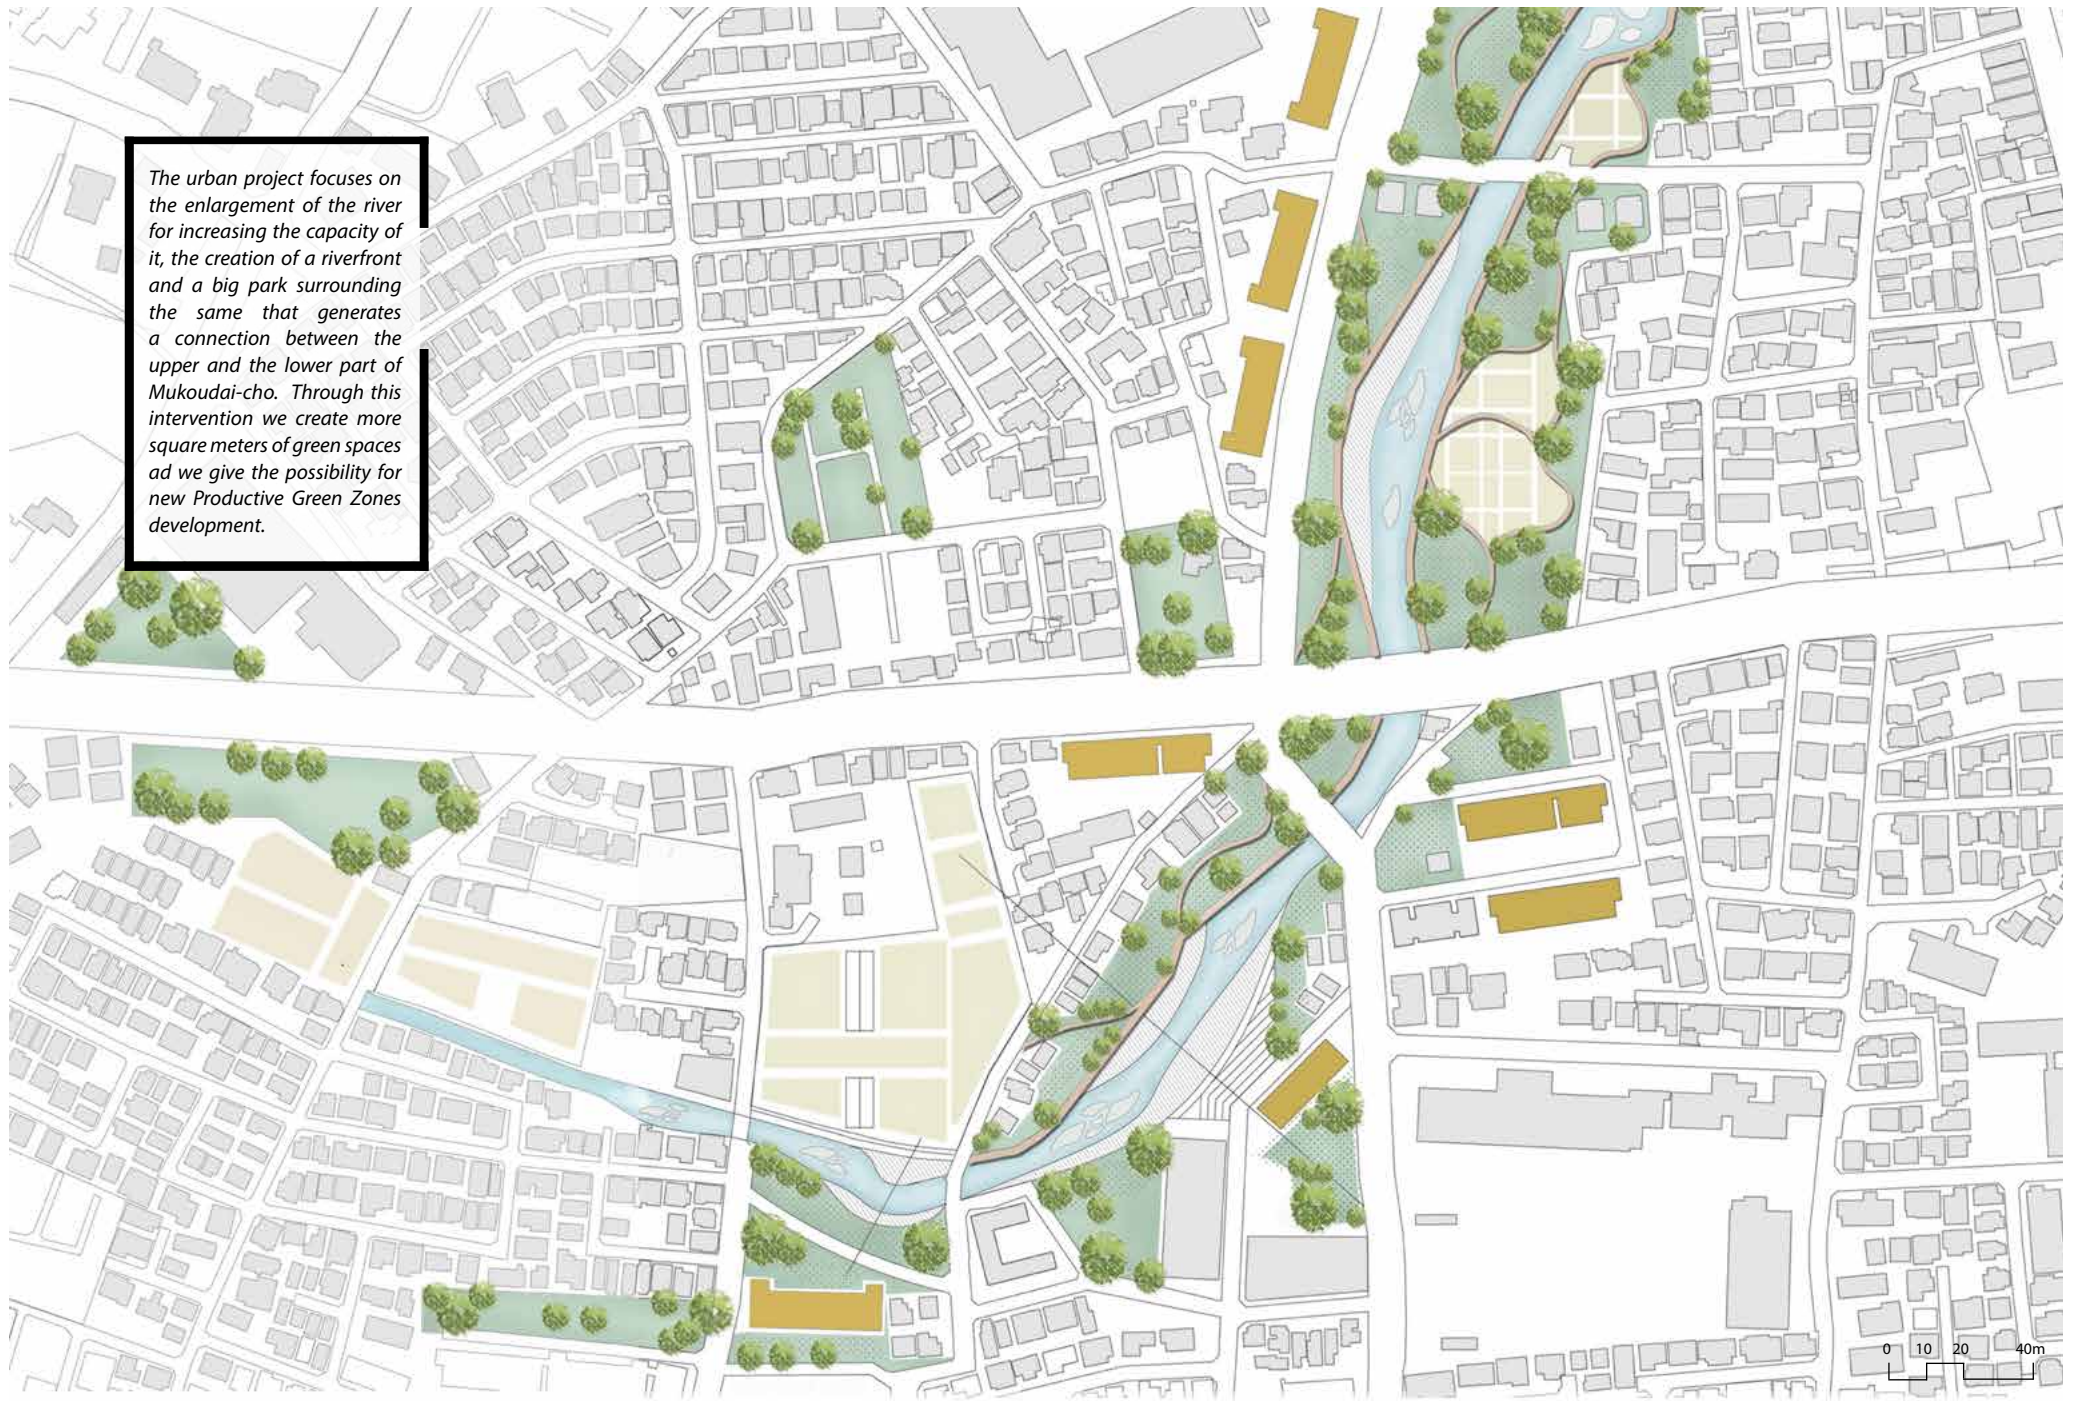 The urban project focuses on
the enlargement of the river
for increasing the capacity of
it, the creation of a riverfront
and a big park surrounding
the same that generates
a connection between the
upper and the lower part of
Mukoudai-cho. Through this
intervention we create more
square meters of green spaces
ad we give the possibility for
new Productive Green Zones
development.
0 10 20 40m